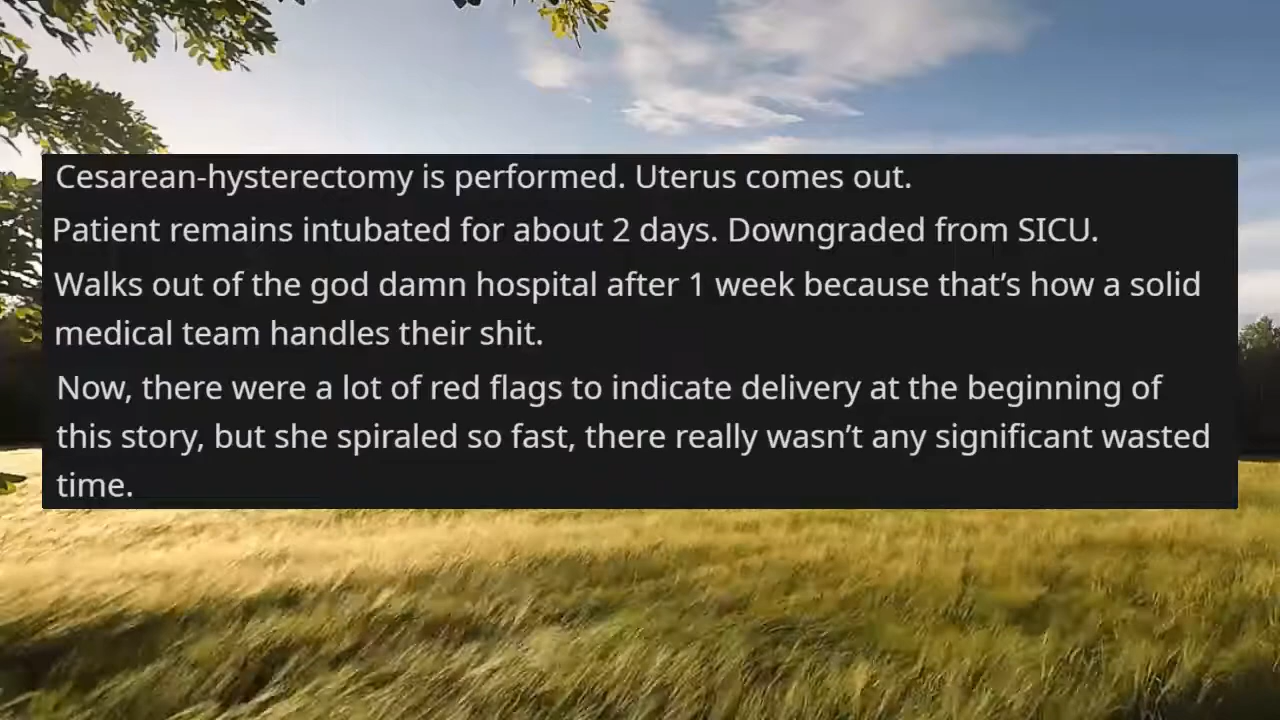 Cesarean-hysterectomy is performed. Uterus comes out.
Patient remains intubated for about 2 days. Downgraded from SICU.
Walks out of the god damn hospital after 1 week because that’s how a solid
medical team handles their shit.
Now, there were a lot of red flags to indicate delivery at the beginning of
this story, but she spiraled so fast, there really wasn’t any significant wasted
time.